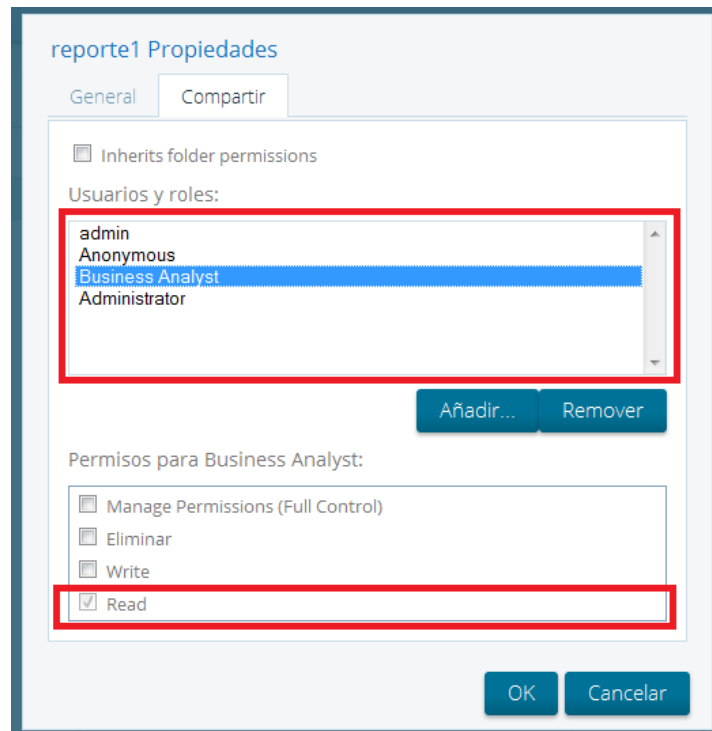 reporte1 Propiedades
General Compartir
Inherits folder permissions
Usuarios y roles:
admin
Anonymous
Business Analyst
Administrator
Añadir... Remover
Permisos para Business Analyst:
Manage Permissions (Full Control)
Eliminar
Write
Read
OK Cancelar